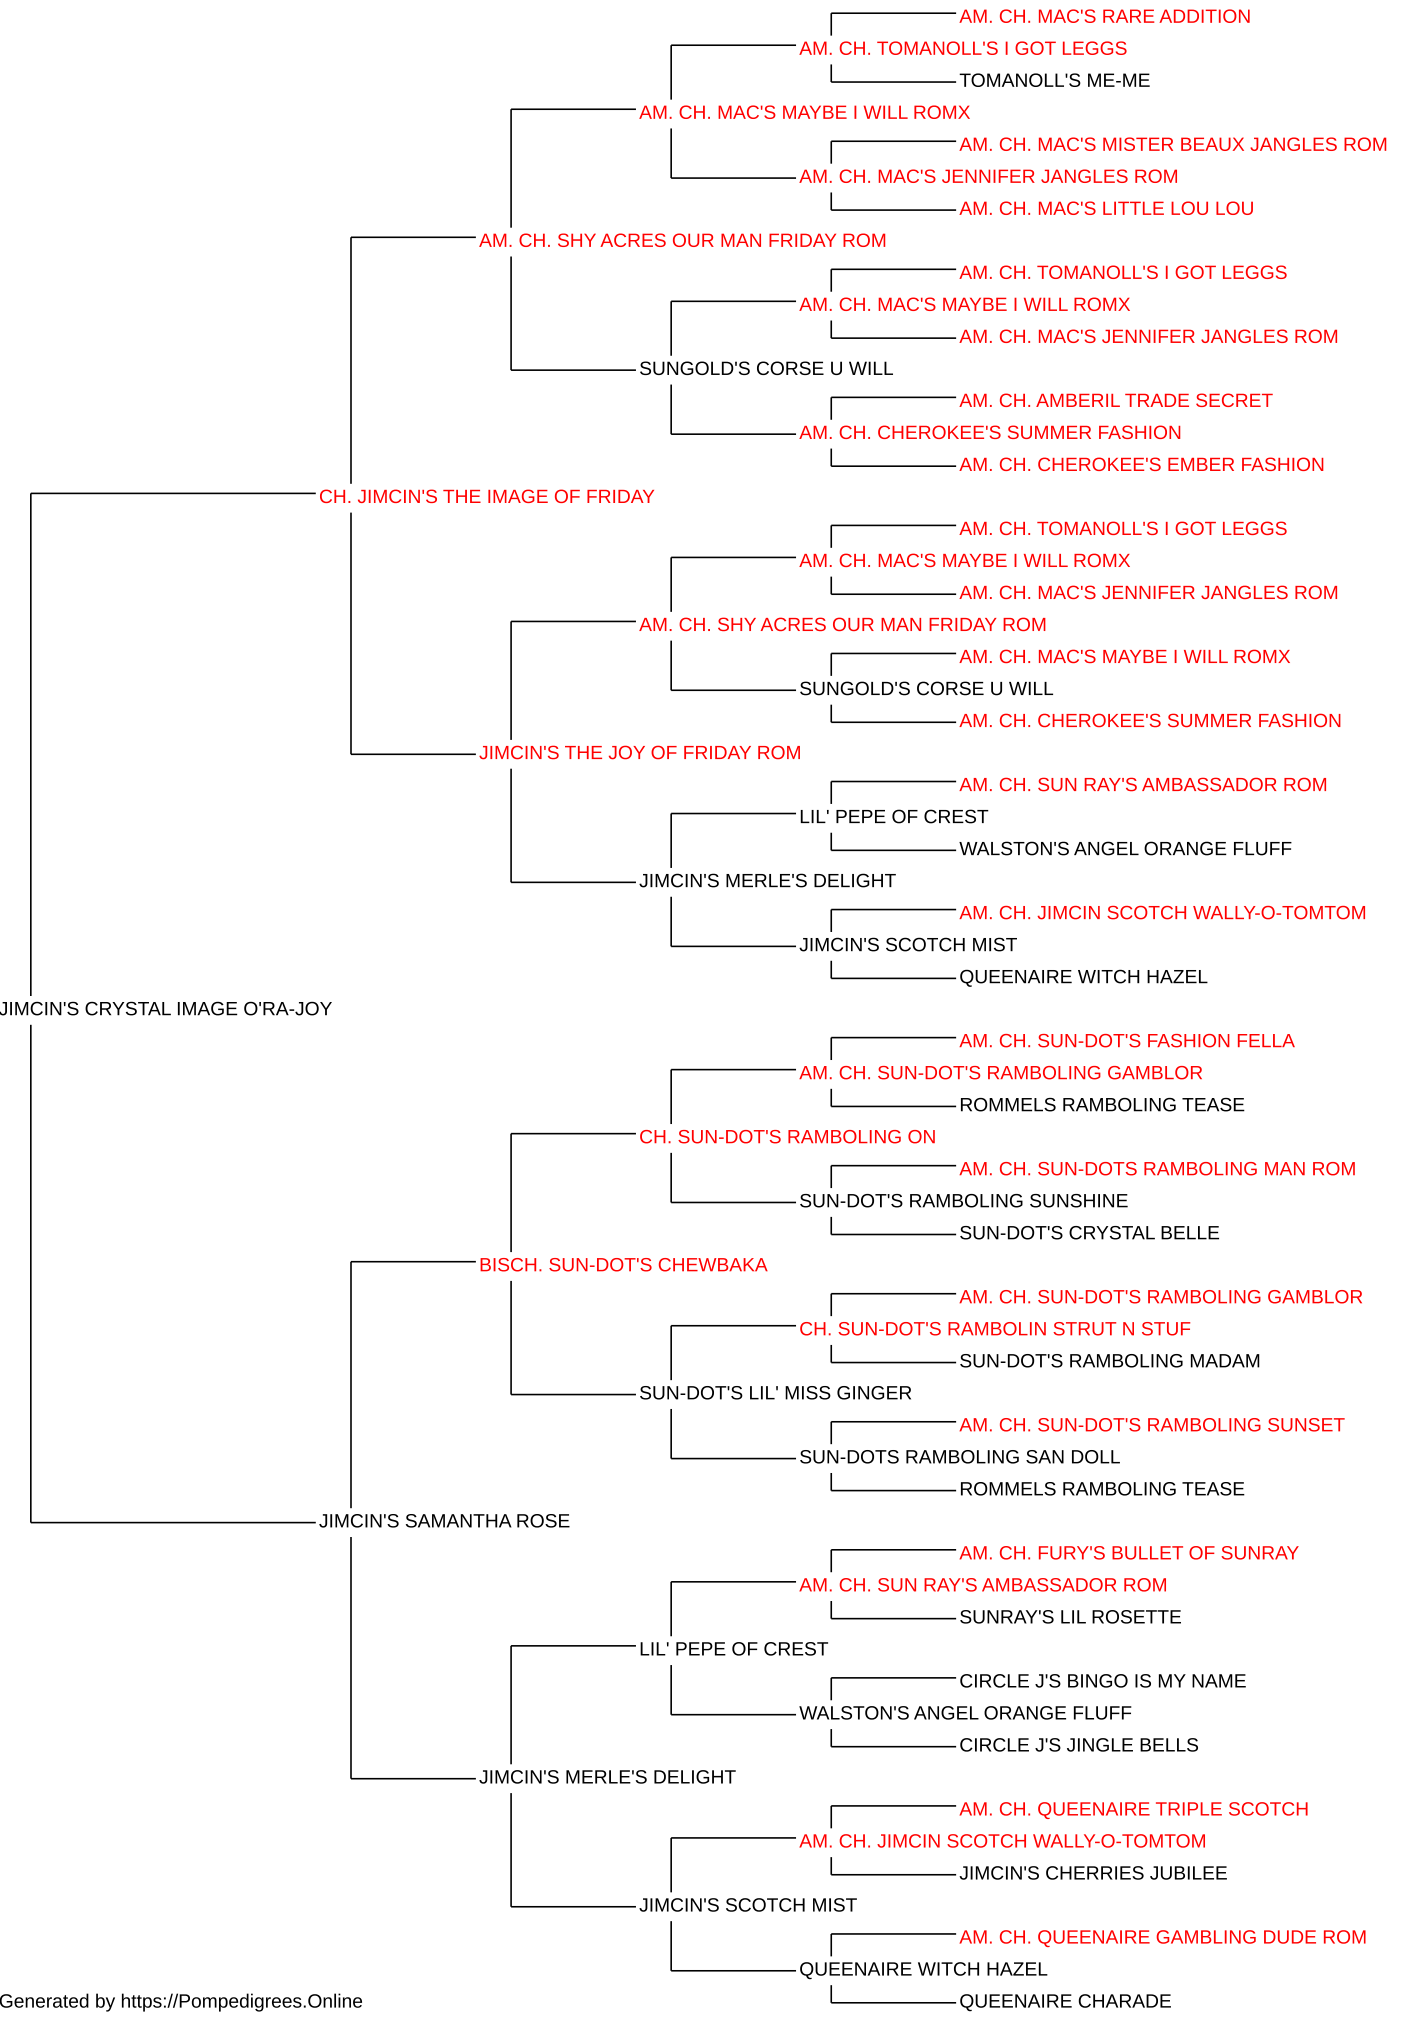 AM. CH. MAC'S RARE ADDITION
AM. CH. TOMANOLL'S I GOT LEGGS
TOMANOLL'S ME-ME
AM. CH. MAC'S MAYBE I WILL ROMX
AM. CH. MAC'S MISTER BEAUX JANGLES ROM
AM. CH. MAC'S JENNIFER JANGLES ROM
AM. CH. MAC'S LITTLE LOU LOU
AM. CH. SHY ACRES OUR MAN FRIDAY ROM
AM. CH. TOMANOLL'S I GOT LEGGS
AM. CH. MAC'S MAYBE I WILL ROMX
AM. CH. MAC'S JENNIFER JANGLES ROM
SUNGOLD'S CORSE U WILL
AM. CH. AMBERIL TRADE SECRET
AM. CH. CHEROKEE'S SUMMER FASHION
AM. CH. CHEROKEE'S EMBER FASHION
CH. JIMCIN'S THE IMAGE OF FRIDAY
AM. CH. TOMANOLL'S I GOT LEGGS
AM. CH. MAC'S MAYBE I WILL ROMX
AM. CH. MAC'S JENNIFER JANGLES ROM
AM. CH. SHY ACRES OUR MAN FRIDAY ROM
AM. CH. MAC'S MAYBE I WILL ROMX
SUNGOLD'S CORSE U WILL
AM. CH. CHEROKEE'S SUMMER FASHION
JIMCIN'S THE JOY OF FRIDAY ROM
AM. CH. SUN RAY'S AMBASSADOR ROM
LIL' PEPE OF CREST
WALSTON'S ANGEL ORANGE FLUFF
JIMCIN'S MERLE'S DELIGHT
AM. CH. JIMCIN SCOTCH WALLY-O-TOMTOM
JIMCIN'S SCOTCH MIST
QUEENAIRE WITCH HAZEL
JIMCIN'S CRYSTAL IMAGE O'RA-JOY
AM. CH. SUN-DOT'S FASHION FELLA
AM. CH. SUN-DOT'S RAMBOLING GAMBLOR
ROMMELS RAMBOLING TEASE
CH. SUN-DOT'S RAMBOLING ON
AM. CH. SUN-DOTS RAMBOLING MAN ROM
SUN-DOT'S RAMBOLING SUNSHINE
SUN-DOT'S CRYSTAL BELLE
BISCH. SUN-DOT'S CHEWBAKA
AM. CH. SUN-DOT'S RAMBOLING GAMBLOR
CH. SUN-DOT'S RAMBOLIN STRUT N STUF
SUN-DOT'S RAMBOLING MADAM
SUN-DOT'S LIL' MISS GINGER
AM. CH. SUN-DOT'S RAMBOLING SUNSET
SUN-DOTS RAMBOLING SAN DOLL
ROMMELS RAMBOLING TEASE
JIMCIN'S SAMANTHA ROSE
AM. CH. FURY'S BULLET OF SUNRAY
AM. CH. SUN RAY'S AMBASSADOR ROM
SUNRAY'S LIL ROSETTE
LIL' PEPE OF CREST
CIRCLE J'S BINGO IS MY NAME
WALSTON'S ANGEL ORANGE FLUFF
CIRCLE J'S JINGLE BELLS
JIMCIN'S MERLE'S DELIGHT
AM. CH. QUEENAIRE TRIPLE SCOTCH
AM. CH. JIMCIN SCOTCH WALLY-O-TOMTOM
JIMCIN'S CHERRIES JUBILEE
JIMCIN'S SCOTCH MIST
AM. CH. QUEENAIRE GAMBLING DUDE ROM
QUEENAIRE WITCH HAZEL
QUEENAIRE CHARADE
Generated by https://Pompedigrees.Online